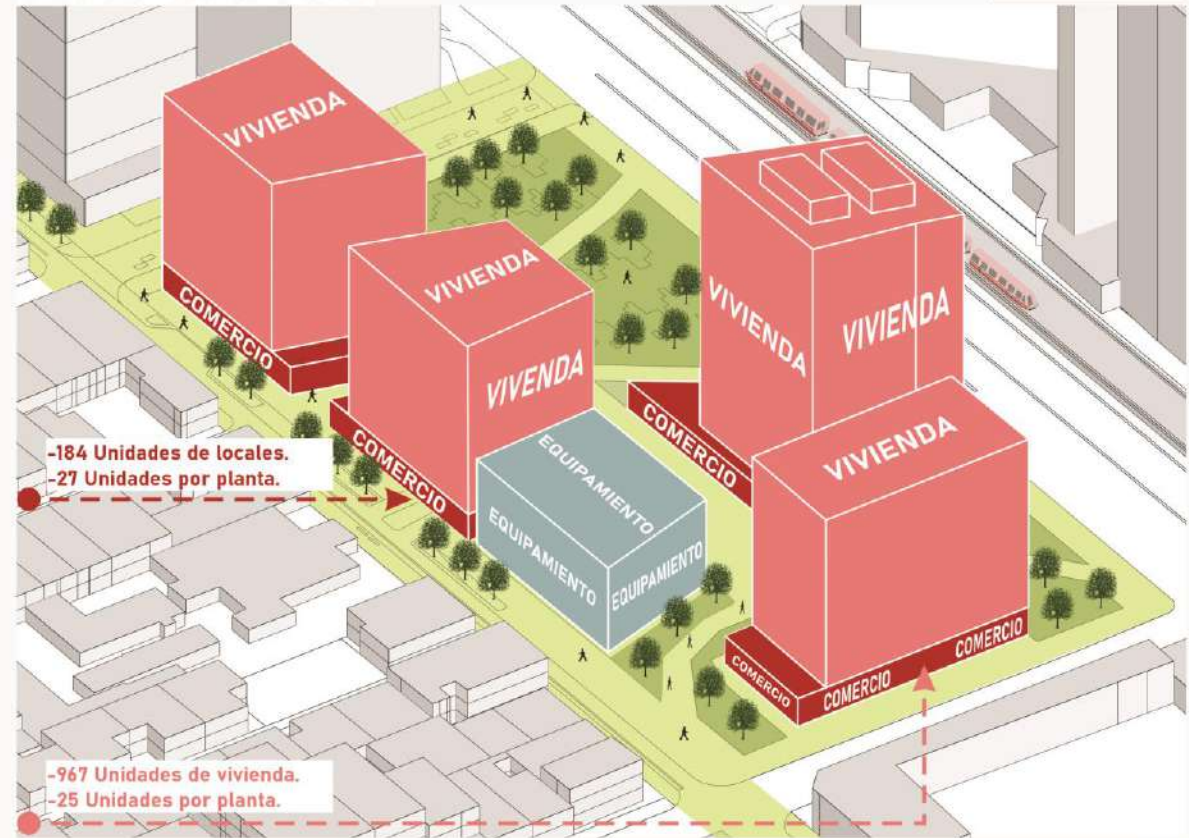 VIVIENDA
COMERCIO
VIVIENDA
VIVENDA
COMERCIO
VIVIENDA
VIVIENDA
COMERCIO
EQUIPAMIENTO
EQUIPAMIENTO
EQUIPAMIENTO
VIVIENDA
COMERCIO
COMERCIO
COMERCIO
-184 Unidades de locales.
-27 Unidades por planta.
-967 Unidades de vivienda.
-25 Unidades por planta.